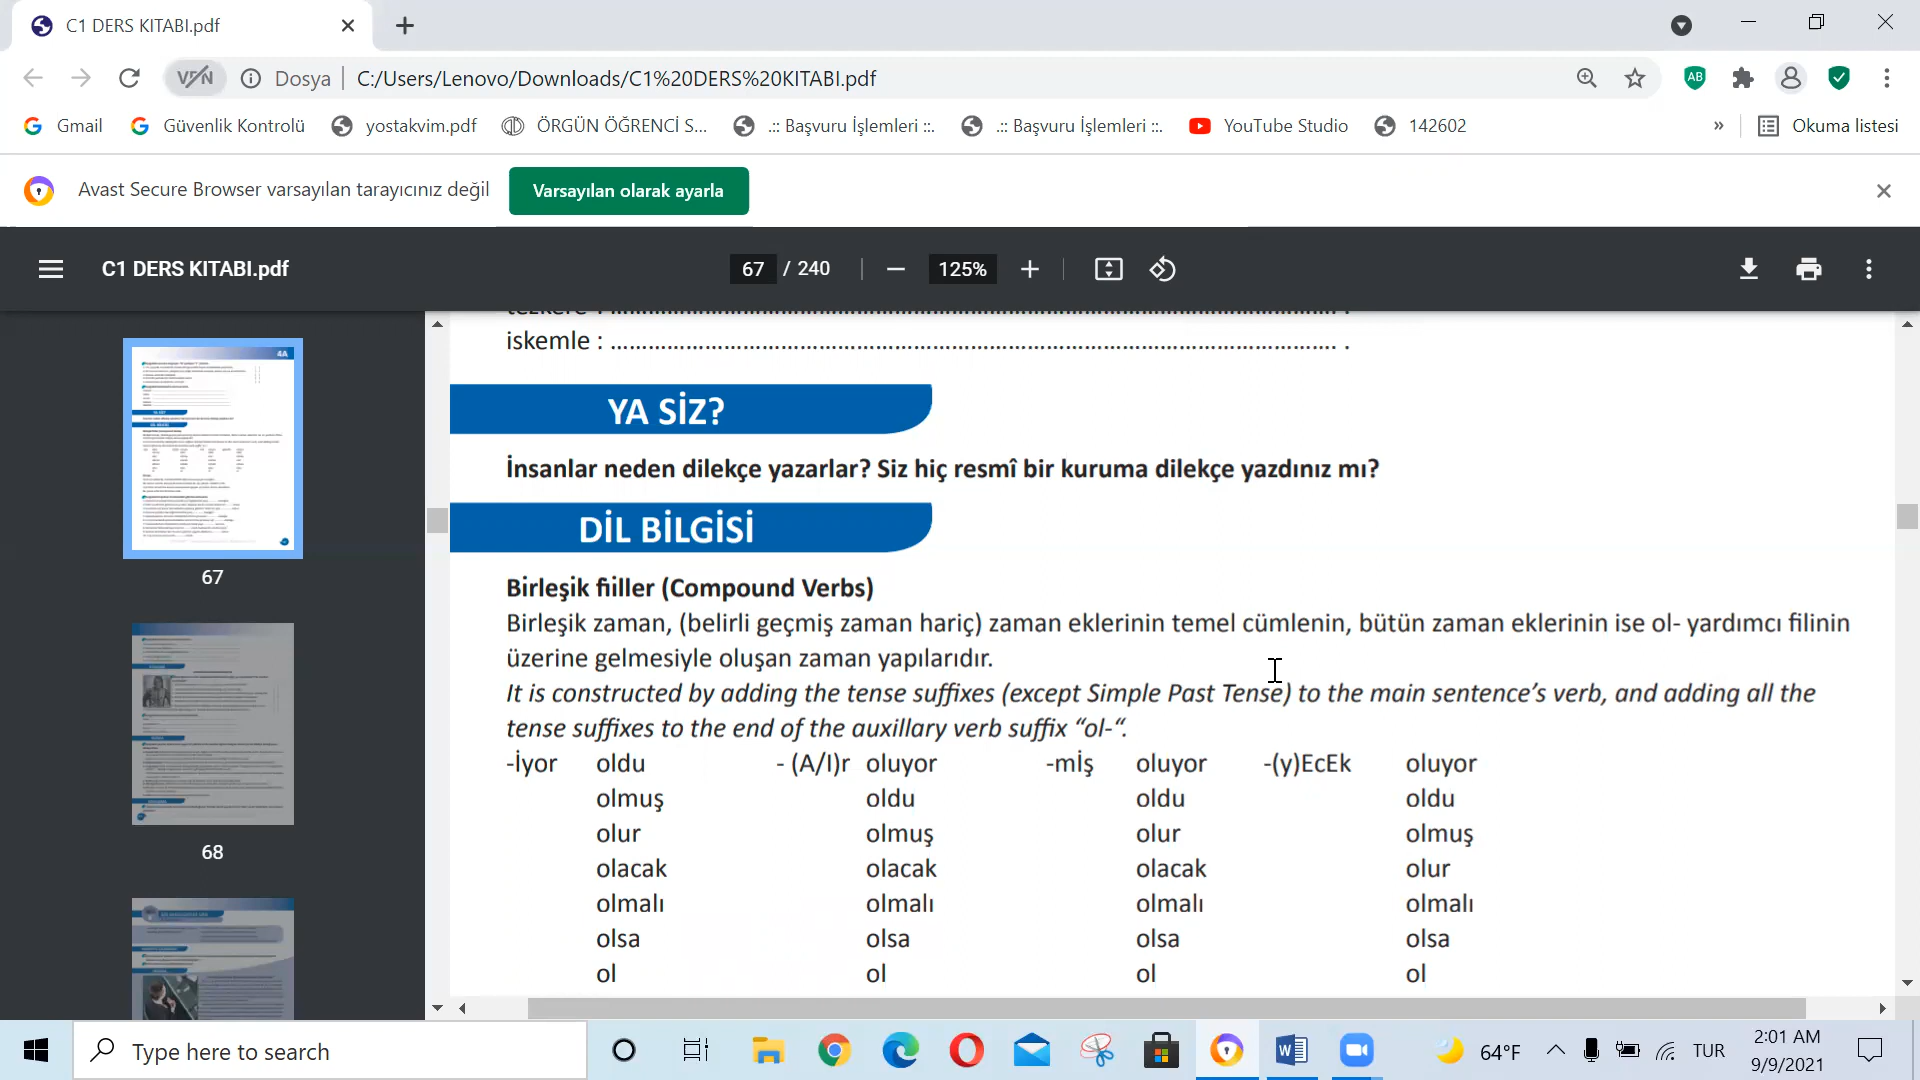 C1 DERS KITABI.pdf
VPN Dosya C:/Users/Lenovo/Downloads/C1%20DERS%20KITABI.pdf AB
Gmail Güvenlik Kontrolü yostakvim.pdf ÖRGÜN ÖĞRENCİ S... .:: Başvuru İşlemleri ::. .:: Başvuru İşlemleri ::. YouTube Studio 142602 » Okuma listesi
Avast Secure Browser varsayılan tarayıcınız değil Varsayılan olarak ayarla
C1 DERS KITABI.pdf 67 / 240 125%
4A
67
68
iskemle : ........................................................................................................ .
YA SİZ?
İnsanlar neden dilekçe yazarlar? Siz hiç resmî bir kuruma dilekçe yazdınız mı?
DİL BİLGİSİ
Birleşik fiiller (Compound Verbs)
Birleşik zaman, (belirli geçmiş zaman hariç) zaman eklerinin temel cümlenin, bütün zaman eklerinin ise ol- yardımcı filinin
üzerine gelmesiyle oluşan zaman yapılarıdır.
It is constructed by adding the tense suffixes (except Simple Past Tense) to the main sentence's verb, and adding all the
tense suffixes to the end of the auxillary verb suffix “ol-“.
-İyor oldu - (A/I)r oluyor -mİş oluyor -(y)EcEk oluyor
olmuş oldu oldu oldu
olur olmuş olur olmuş
olacak olacak olacak olur
olmalı olmalı olmalı olmalı
olsa olsa olsa olsa
ol ol ol ol
Type here to search 64°F TUR 2:01 AM
9/9/2021